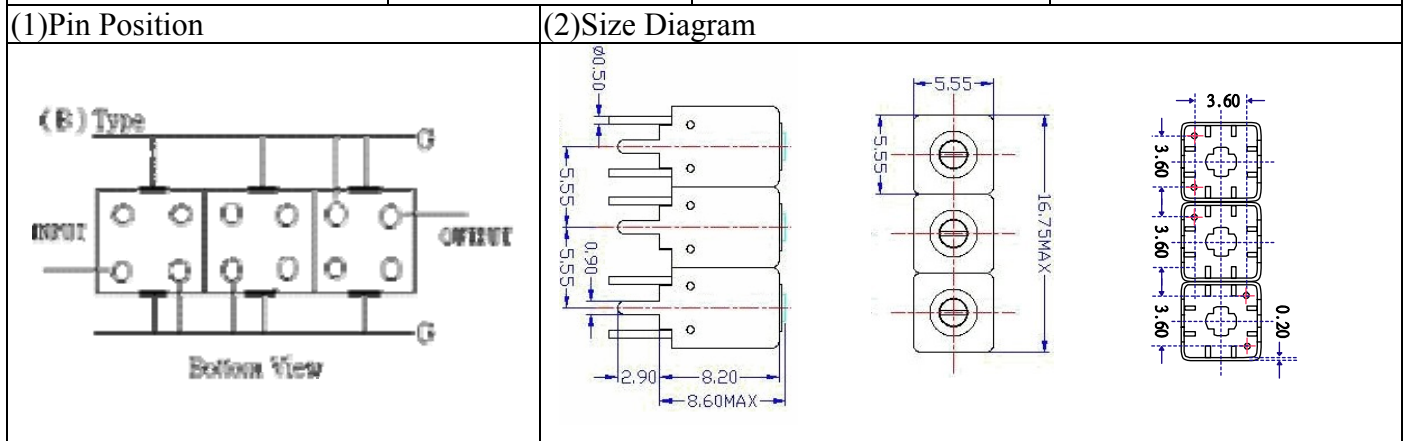 (1)Pin Position
(2)Size Diagram
(B)Type
G
INPUT
OUTPUT
G
Bottom View
ø0.50
5.55
5.55
0.90
2.90
8.20
8.60MAX
5.55
5.55
16.75MAX
3.60
3.60
3.60
3.60
0.20